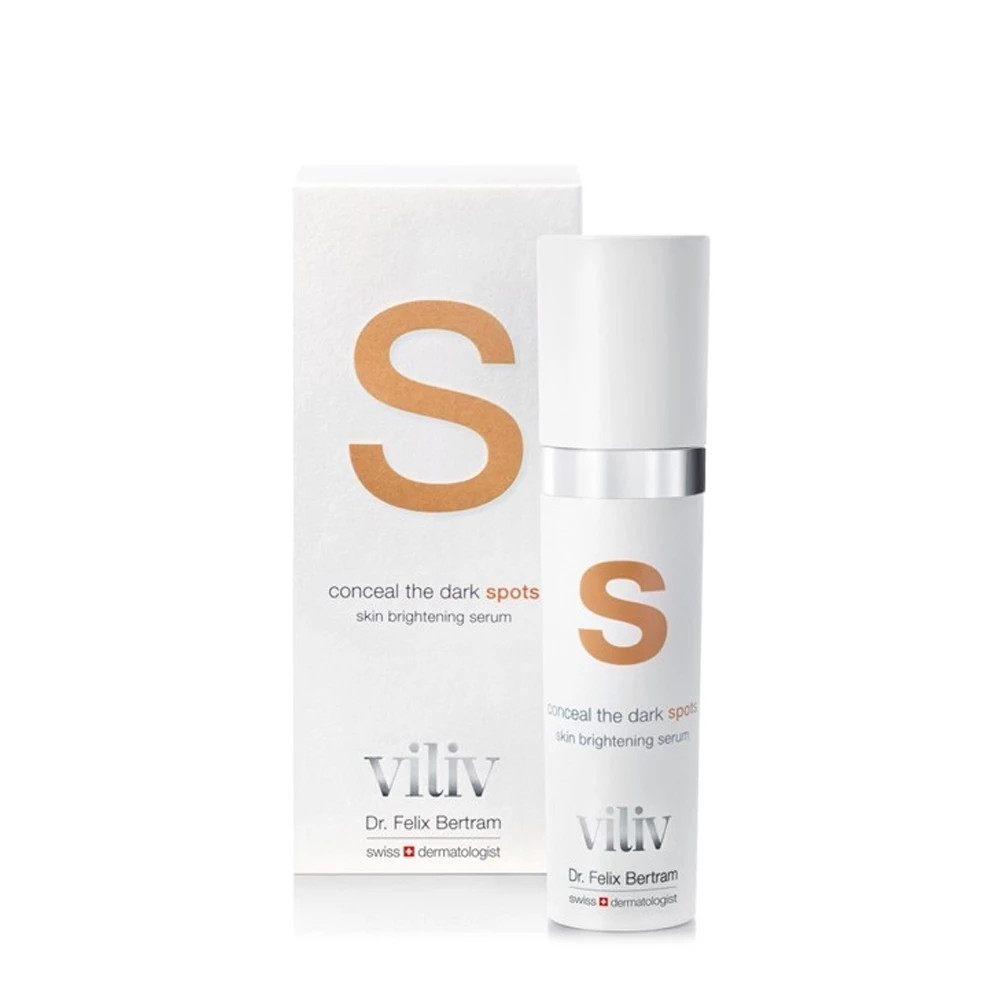 S
conceal the dark spots
skin brightening serum
viliv
Dr. Felix Bertram
swiss dermatologist
S
conceal the dark spots
skin brightening serum
viliv
Dr. Felix Bertram
swiss dermatologist